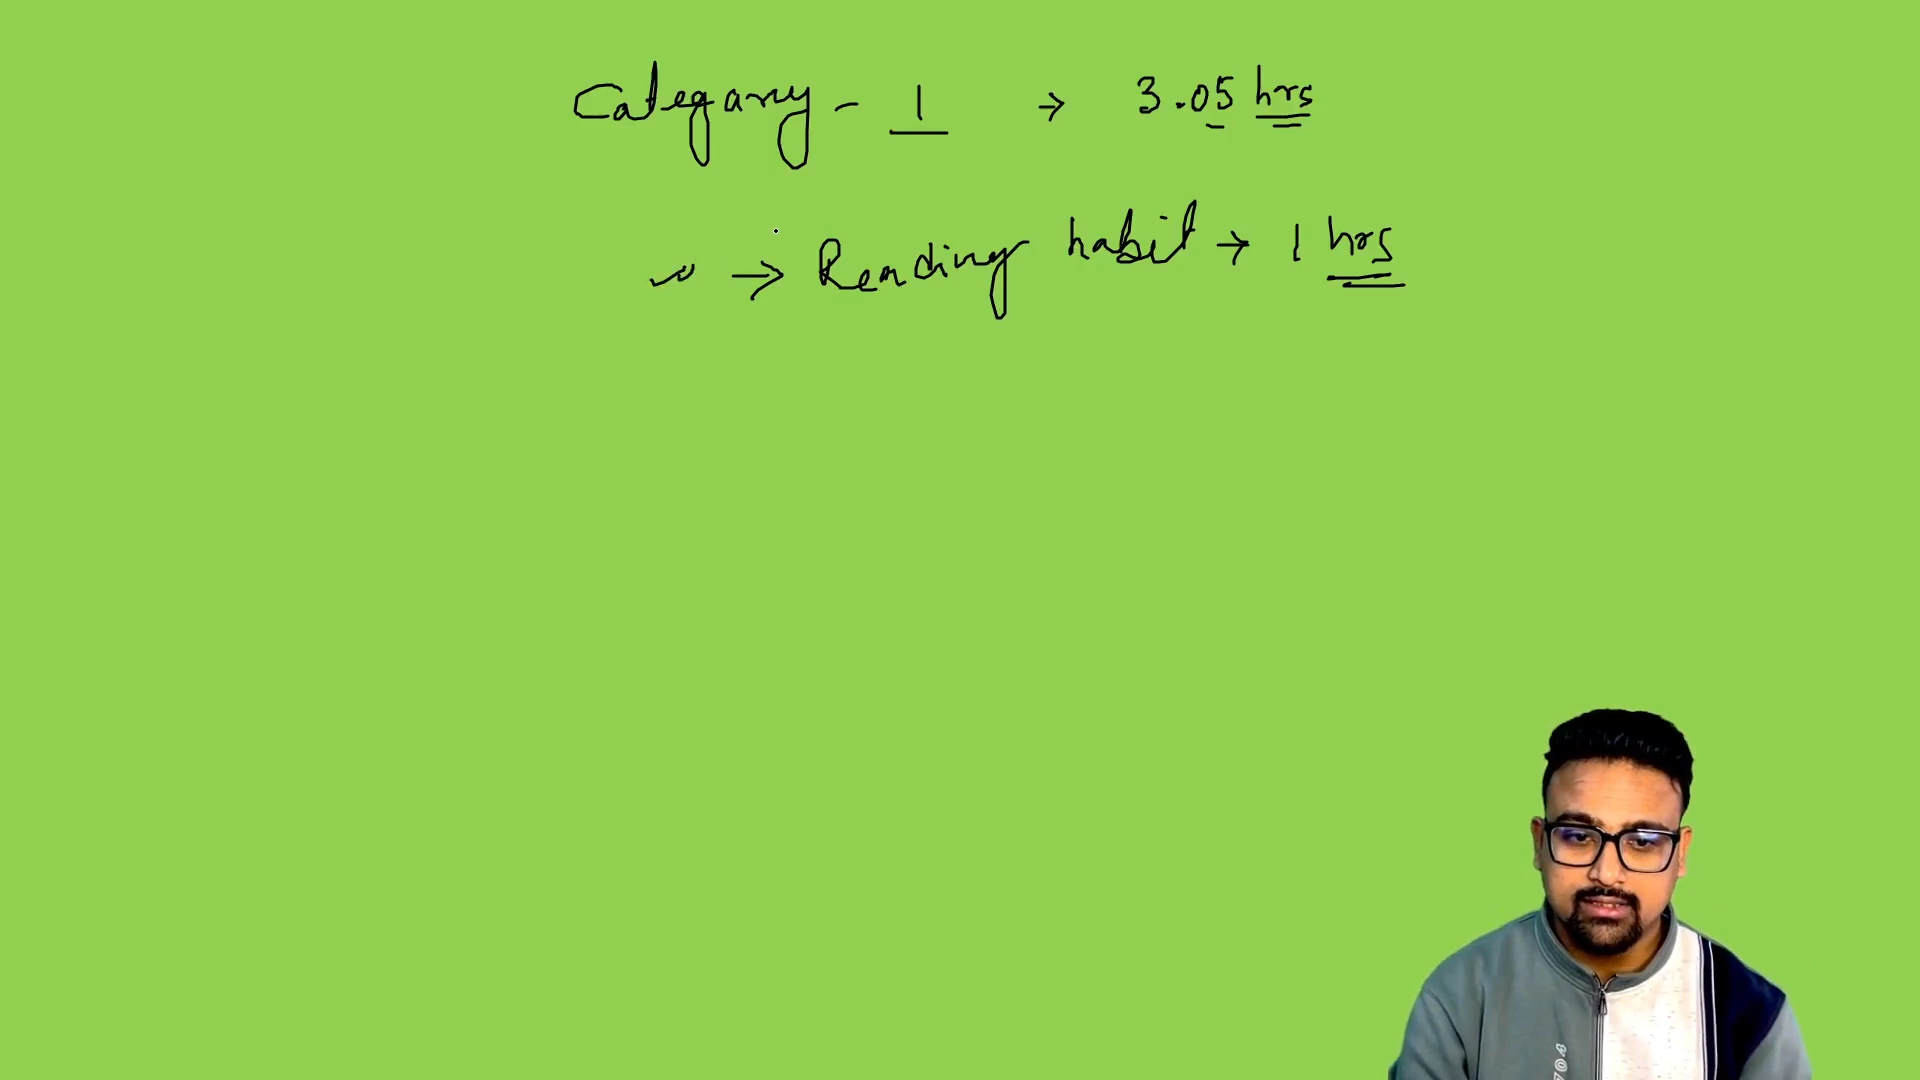 Category - 1 → 3.05 hrs
→ Reading habit → 1 hrs